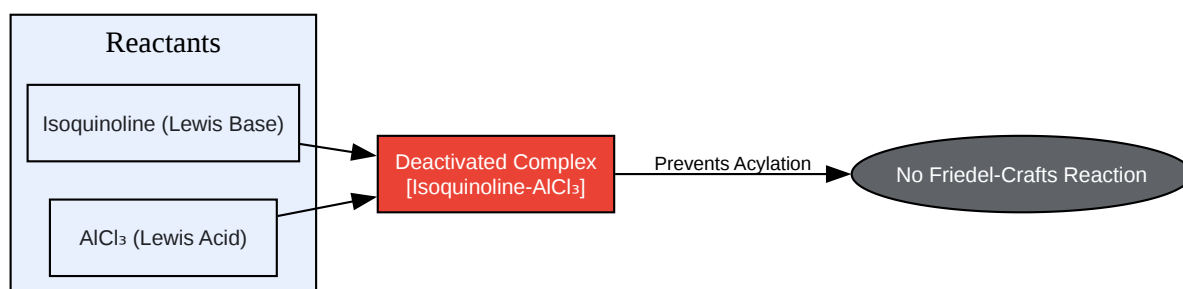 Reactants
Isoquinoline (Lewis Base)
AlCl₃ (Lewis Acid)
Deactivated Complex
[Isoquinoline-AlCl₃]
Prevents Acylation
No Friedel-Crafts Reaction